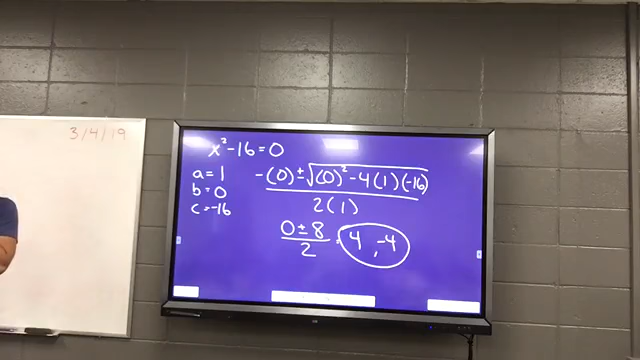 3/4/19
x²-16=0
a=1
b=0
c=-16
-(0)±√(0)²-4(1)(-16)
2(1)
0±8
2
= 4, -4